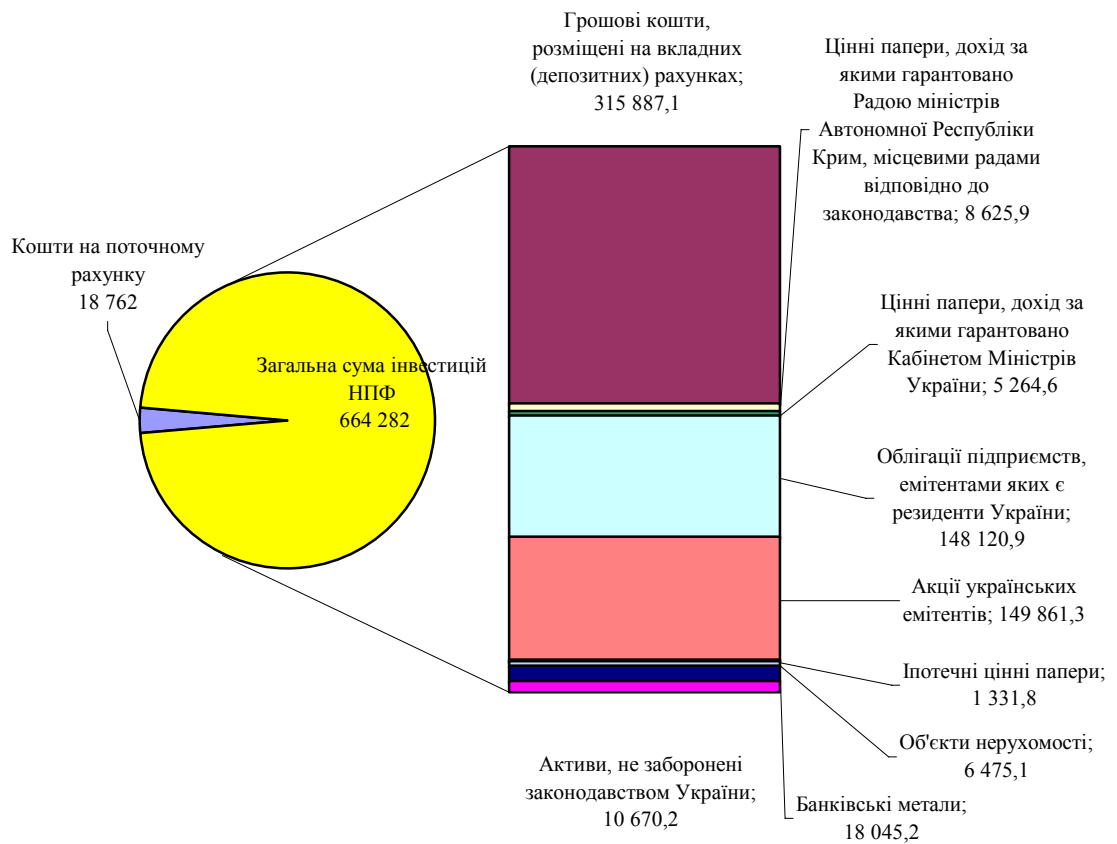 Грошові кошти,
розміщені на вкладних
(депозитних) рахунках;
315 887,1
Цінні папери, дохід за
якими гарантовано
Радою міністрів
Автономної Республіки
Крим, місцевими радами
відповідно до
законодавства; 8 625,9
Кошти на поточному
рахунку
18 762
Загальна сума інвестицій
НПФ
664 282
Цінні папери, дохід за
якими гарантовано
Кабінетом Міністрів
України; 5 264,6
Облігації підприємств,
емітентами яких є
резиденти України;
148 120,9
Акції українських
емітентів; 149 861,3
Іпотечні цінні папери;
1 331,8
Об'єкти нерухомості;
6 475,1
Активи, не заборонені
законодавством України;
10 670,2
Банківські метали;
18 045,2